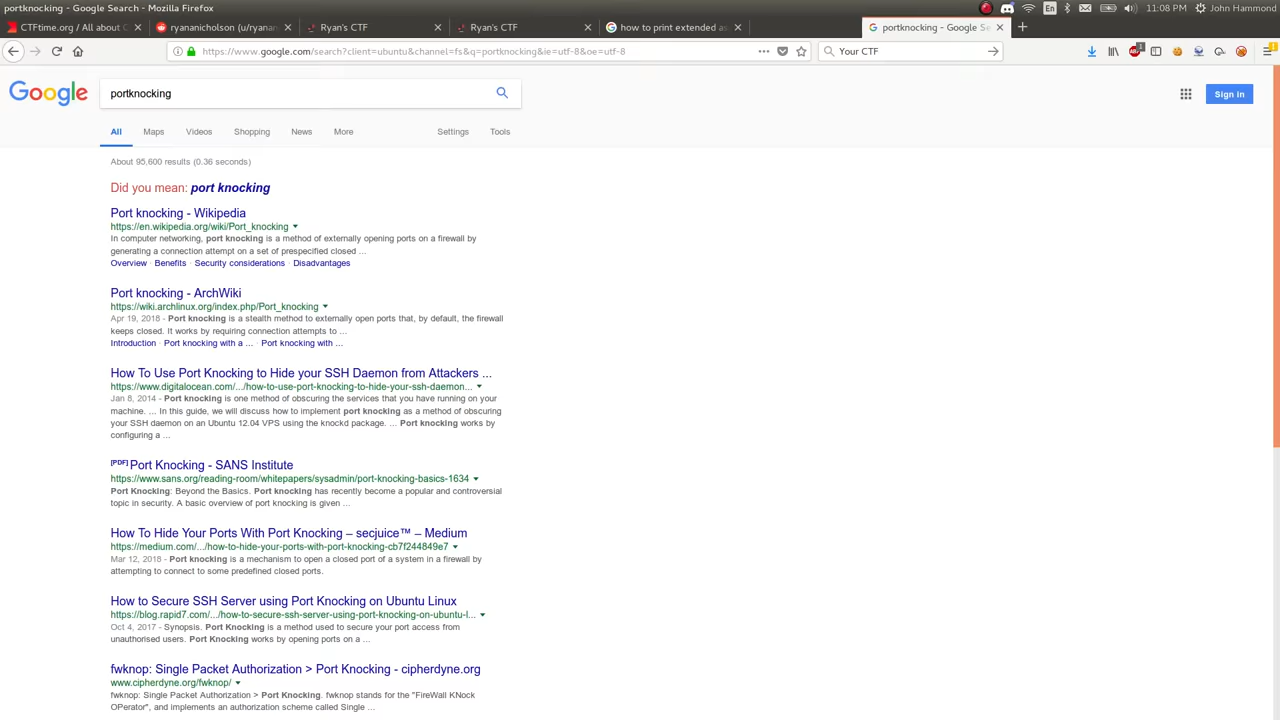 portknocking - Google Search - Mozilla Firefox
En
11:08 PM
John Hammond
CTFtime.org / All about C
ryananicholson (u/ryanan
Ryan's CTF
Ryan's CTF
how to print extended as
portknocking - Google Se
https://www.google.com/search?client=ubuntu&channel=fs&q=portknocking&ie=utf-8&oe=utf-8
Your CTF
Google
portknocking
Sign in
All Maps Videos Shopping News More Settings Tools
About 95,600 results (0.36 seconds)
Did you mean: port knocking
Port knocking - Wikipedia
https://en.wikipedia.org/wiki/Port_knocking
In computer networking, port knocking is a method of externally opening ports on a firewall by
generating a connection attempt on a set of prespecified closed ...
Overview · Benefits · Security considerations · Disadvantages
Port knocking - ArchWiki
https://wiki.archlinux.org/index.php/Port_knocking
Apr 19, 2018 - Port knocking is a stealth method to externally open ports that, by default, the firewall
keeps closed. It works by requiring connection attempts to ...
Introduction · Port knocking with a ... · Port knocking with ...
How To Use Port Knocking to Hide your SSH Daemon from Attackers ...
https://www.digitalocean.com/.../how-to-use-port-knocking-to-hide-your-ssh-daemon...
Jan 8, 2014 - Port knocking is one method of obscuring the services that you have running on your
machine. ... In this guide, we will discuss how to implement port knocking as a method of obscuring
your SSH daemon on an Ubuntu 12.04 VPS using the knockd package. ... Port knocking works by
configuring a ...
[PDF] Port Knocking - SANS Institute
https://www.sans.org/reading-room/whitepapers/sysadmin/port-knocking-basics-1634
Port Knocking: Beyond the Basics. Port knocking has recently become a popular and controversial
topic in security. A basic overview of port knocking is given ...
How To Hide Your Ports With Port Knocking – secjuice™ – Medium
https://medium.com/.../how-to-hide-your-ports-with-port-knocking-cb7f244849e7
Mar 12, 2018 - Port knocking is a mechanism to open a closed port of a system in a firewall by
attempting to connect to some predefined closed ports.
How to Secure SSH Server using Port Knocking on Ubuntu Linux
https://blog.rapid7.com/.../how-to-secure-ssh-server-using-port-knocking-on-ubuntu-l...
Oct 4, 2017 - Synopsis. Port Knocking is a method used to secure your port access from
unauthorised users. Port Knocking works by opening ports on a ...
fwknop: Single Packet Authorization > Port Knocking - cipherdyne.org
www.cipherdyne.org/fwknop/
fwknop: Single Packet Authorization > Port Knocking. fwknop stands for the "FireWall KNock
OPerator", and implements an authorization scheme called Single ...